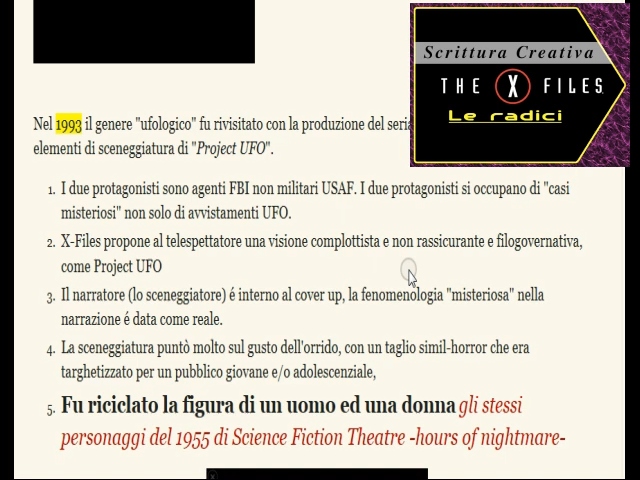 Scrittura Creativa
THE X FILES
Le radici
Nel 1993 il genere "ufologico" fu rivisitato con la produzione del seria
elementi di sceneggiatura di "Project UFO".
1. I due protagonisti sono agenti FBI non militari USAF. I due protagonisti si occupano di "casi
misteriosi" non solo di avvistamenti UFO.
2. X-Files propone al telespettatore una visione complottista e non rassicurante e filogovernativa,
come Project UFO
3. Il narratore (lo sceneggiatore) é interno al cover up, la fenomenologia "misteriosa" nella
narrazione é data come reale.
4. La sceneggiatura puntò molto sul gusto dell'orrido, con un taglio simil-horror che era
targhetizzato per un pubblico giovane e/o adolescenziale,
5. Fu riciclato la figura di un uomo ed una donna gli stessi
personaggi del 1955 di Science Fiction Theatre -hours of nightmare-